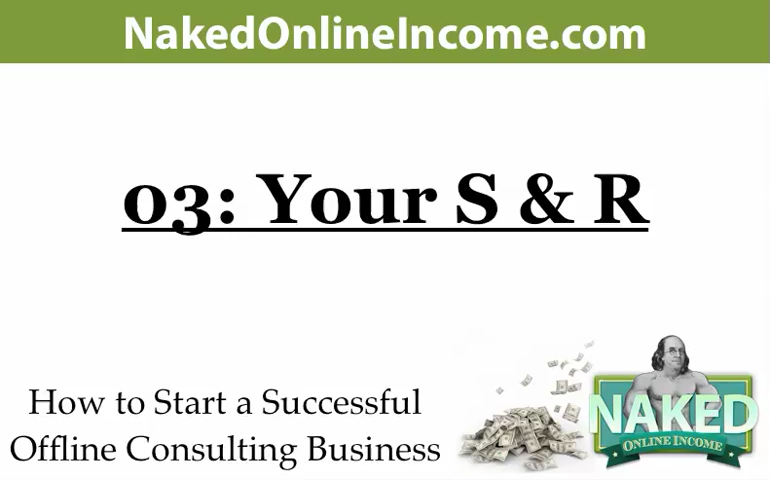 NakedOnlineIncome.com
03: Your S & R
How to Start a Successful
Offline Consulting Business
NAKED
ONLINE INCOME